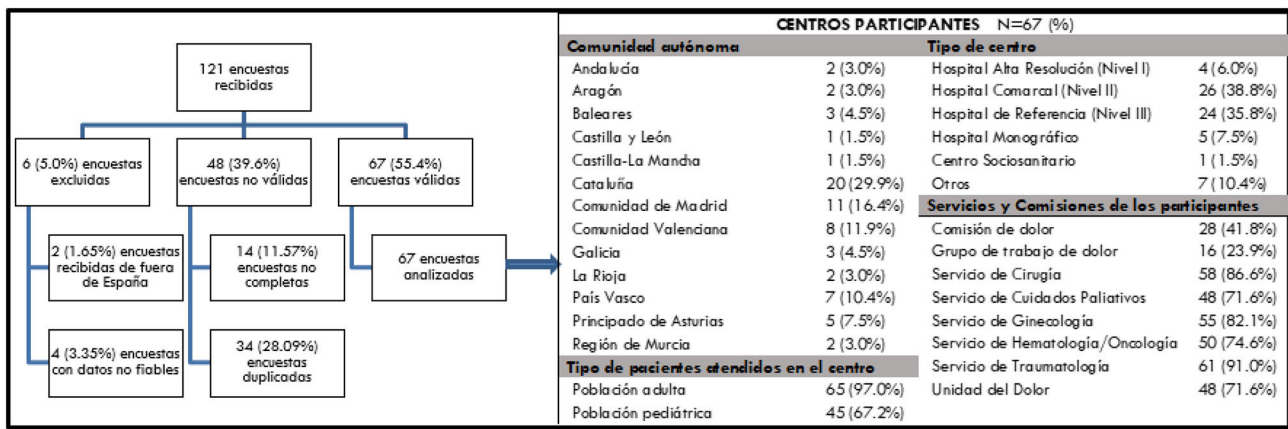 121 encuestas
recibidas
6 (5.0%) encuestas
excluidas
48 (39.6%)
encuestas no válidas
67 (55.4%)
encuestas válidas
2 (1.65%) encuestas
recibidas de fuera
de España
14 (11.57%)
encuestas no
completas
67 encuestas
analizadas
4 (3.35%) encuestas
con datos no fiables
34 (28.09%)
encuestas
duplicadas
CENTROS PARTICIPANTES N=67 (%)
Comunidad autónoma
Andalucía 2 (3.0%)
Aragón 2 (3.0%)
Baleares 3 (4.5%)
Castilla y León 1 (1.5%)
Castilla-La Mancha 1 (1.5%)
Cataluña 20 (29.9%)
Comunidad de Madrid 11 (16.4%)
Comunidad Valenciana 8 (11.9%)
Galicia 3 (4.5%)
La Rioja 2 (3.0%)
País Vasco 7 (10.4%)
Principado de Asturias 5 (7.5%)
Región de Murcia 2 (3.0%)
Tipo de pacientes atendidos en el centro
Población adulta 65 (97.0%)
Población pediátrica 45 (67.2%)
Tipo de centro
Hospital Alta Resolución (Nivel I) 4 (6.0%)
Hospital Comarcal (Nivel II) 26 (38.8%)
Hospital de Referencia (Nivel III) 24 (35.8%)
Hospital Monográfico 5 (7.5%)
Centro Sociosanitario 1 (1.5%)
Otros 7 (10.4%)
Servicios y Comisiones de los participantes
Comisión de dolor 28 (41.8%)
Grupo de trabajo de dolor 16 (23.9%)
Servicio de Cirugía 58 (86.6%)
Servicio de Cuidados Paliativos 48 (71.6%)
Servicio de Ginecología 55 (82.1%)
Servicio de Hematología/Oncología 50 (74.6%)
Servicio de Traumatología 61 (91.0%)
Unidad del Dolor 48 (71.6%)